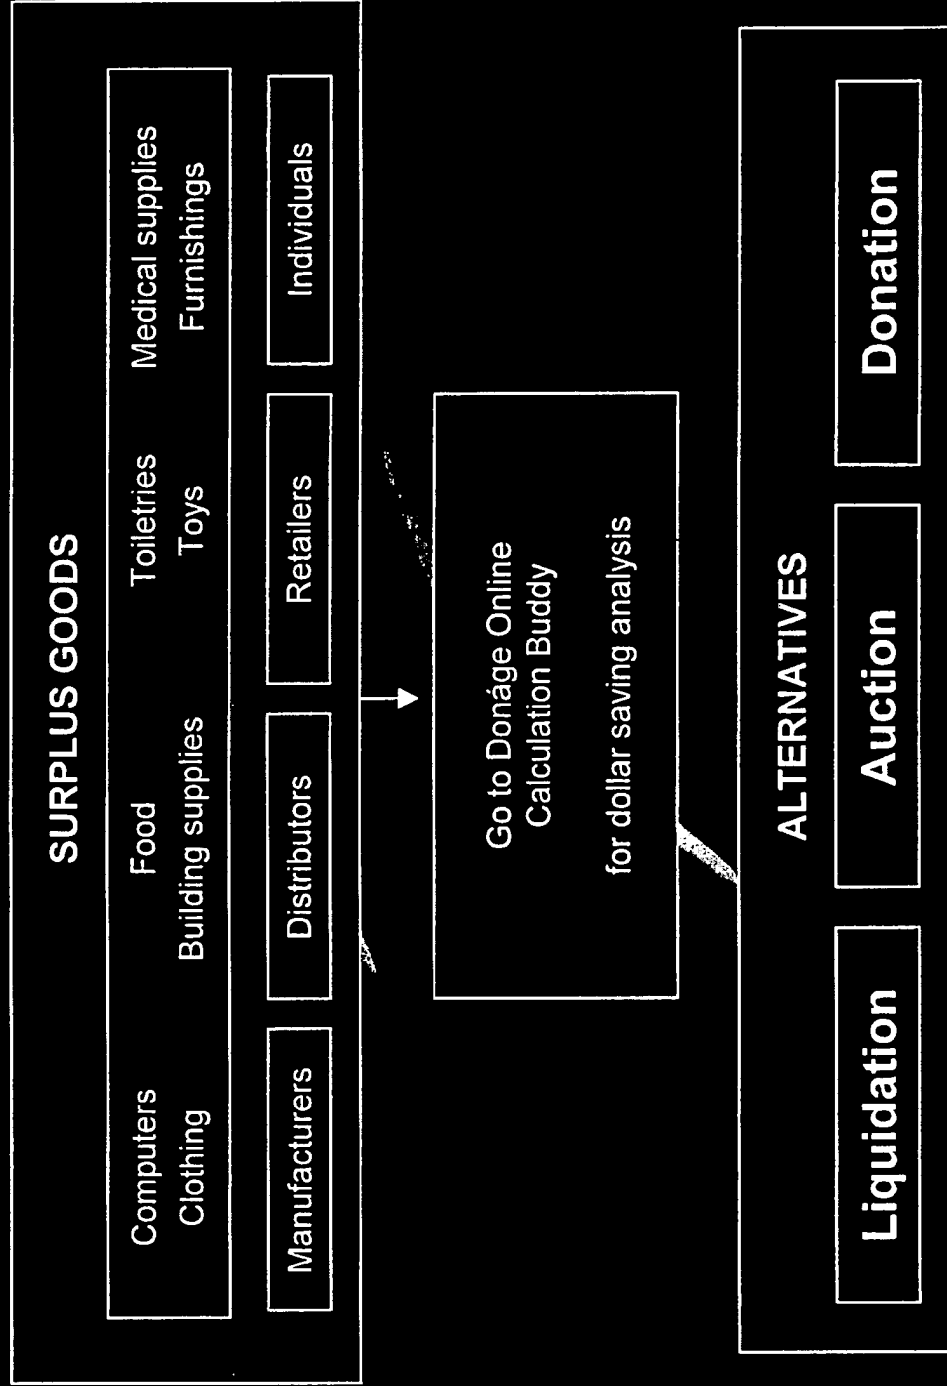 SURPLUS GOODS
Computers Food Toiletries Medical supplies
Clothing Building supplies Toys Furnishings
Manufacturers Distributors Retailers Individuals
Go to Donáge Online
Calculation Buddy
for dollar saving analysis
ALTERNATIVES
Liquidation Auction Donation